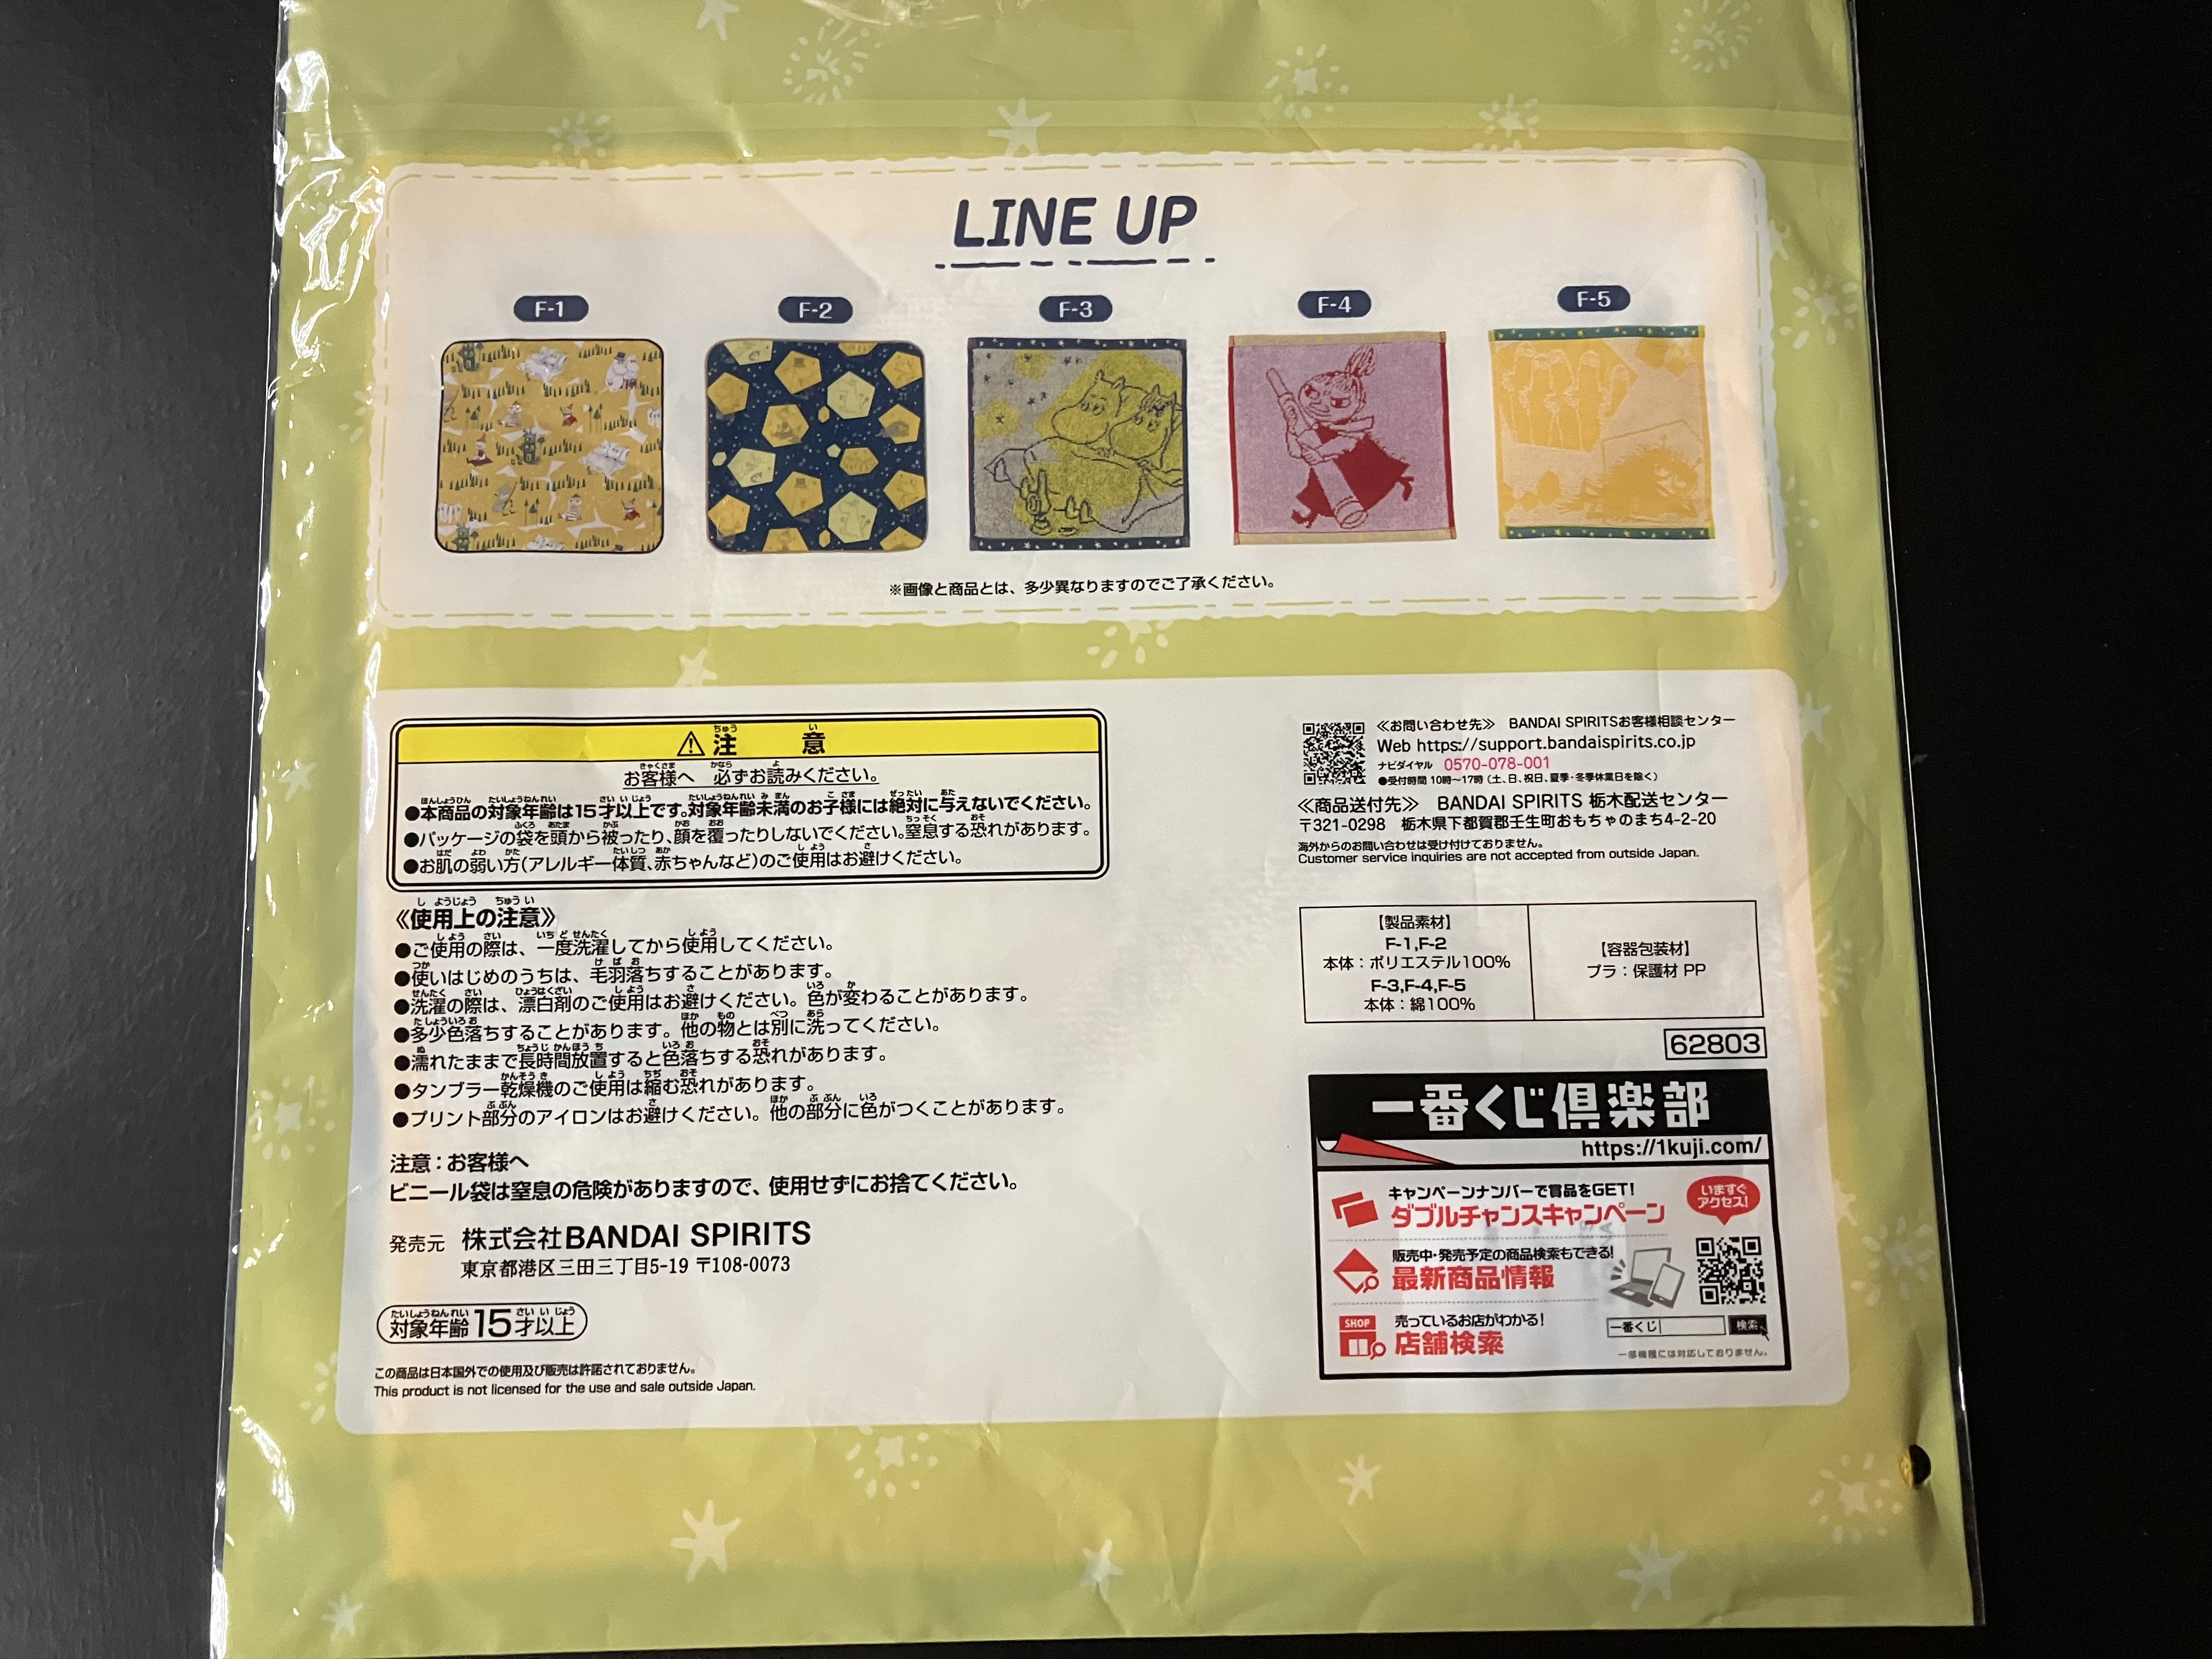 LINE UP
F-1
F-2
F-3
F-4
F-5
※画像と商品とは、多少異なりますのでご了承ください。
⚠注意
お客様へ 必ずお読みください。
●本商品の対象年齢は15才以上です。対象年齢未満のお子様には絶対に与えないでください。
●パッケージの袋を頭から被ったり、顔を覆ったりしないでください。窒息する恐れがあります。
●お肌の弱い方(アレルギー体質、赤ちゃんなど)のご使用はお避けください。
《使用上の注意》
●ご使用の際は、一度洗濯してから使用してください。
●使いはじめのうちは、毛羽落ちすることがあります。
●洗濯の際は、漂白剤のご使用はお避けください。色が変わることがあります。
●多少色落ちすることがあります。他の物とは別に洗ってください。
●濡れたままで長時間放置すると色落ちする恐れがあります。
●タンブラー乾燥機のご使用は縮む恐れがあります。
●プリント部分のアイロンはお避けください。他の部分に色がつくことがあります。
注意：お客様へ
ビニール袋は窒息の危険がありますので、使用せずにお捨てください。
発売元 株式会社BANDAI SPIRITS
東京都港区三田三丁目5-19 〒108-0073
対象年齢15才以上
この商品は日本国外での使用及び販売は許諾されておりません。
This product is not licensed for the use and sale outside Japan.
≪お問い合わせ先≫ BANDAI SPIRITSお客様相談センター
Web https://support.bandaispirits.co.jp
ナビダイヤル 0570-078-001
●受付時間 10時～17時（土、日、祝日、夏季・冬季休業日を除く）
≪商品送付先≫ BANDAI SPIRITS 栃木配送センター
〒321-0298 栃木県下都賀郡壬生町おもちゃのまち4-2-20
海外からのお問い合わせは受け付けておりません。
Customer service inquiries are not accepted from outside Japan.
【製品素材】
F-1,F-2
本体：ポリエステル100%
F-3,F-4,F-5
本体：綿100%
【容器包装材】
プラ：保護材 PP
62803
一番くじ倶楽部
https://1kuji.com/
キャンペーンナンバーで賞品をGET!
ダブルチャンスキャンペーン
いますぐ
アクセス!
販売中・発売予定の商品検索もできる!
最新商品情報
SHOP
売っているお店がわかる!
店舗検索
一番くじ 検索
一部機種には対応しておりません。